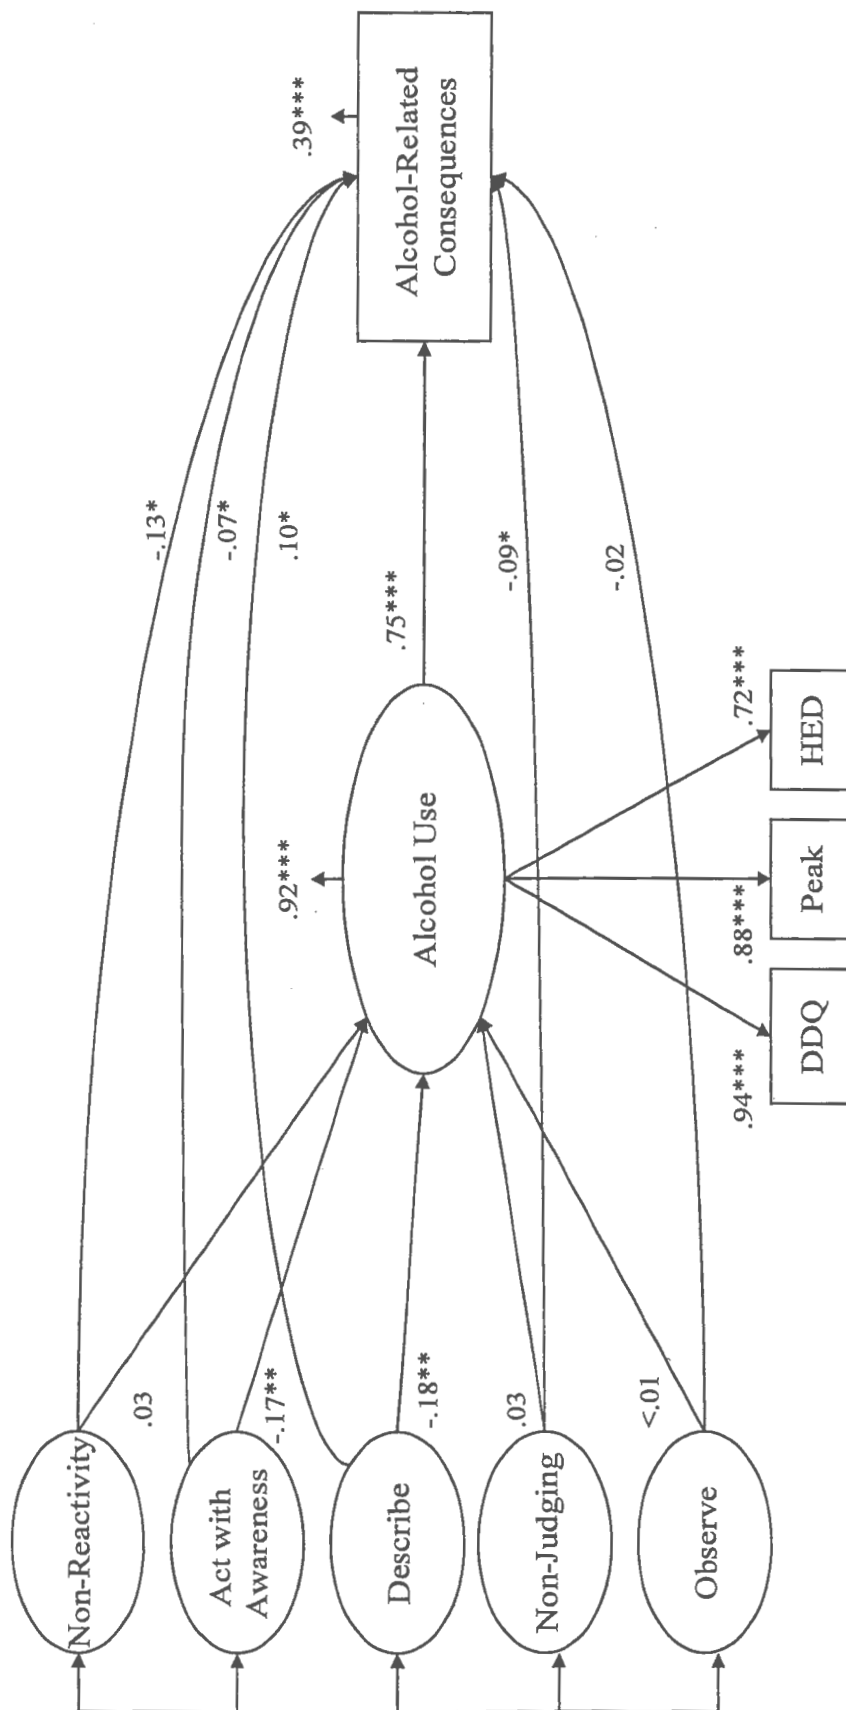 -.13*
-.07*
.10*
.39***
Alcohol-Related
Consequences
.75***
-.09*
-.02
.92***
Alcohol Use
Non-Reactivity
.03
Act with
Awareness
-.17**
Describe
-.18**
Non-Judging
.03
Observe
<.01
.94***
DDQ
.88***
Peak
.72***
HED